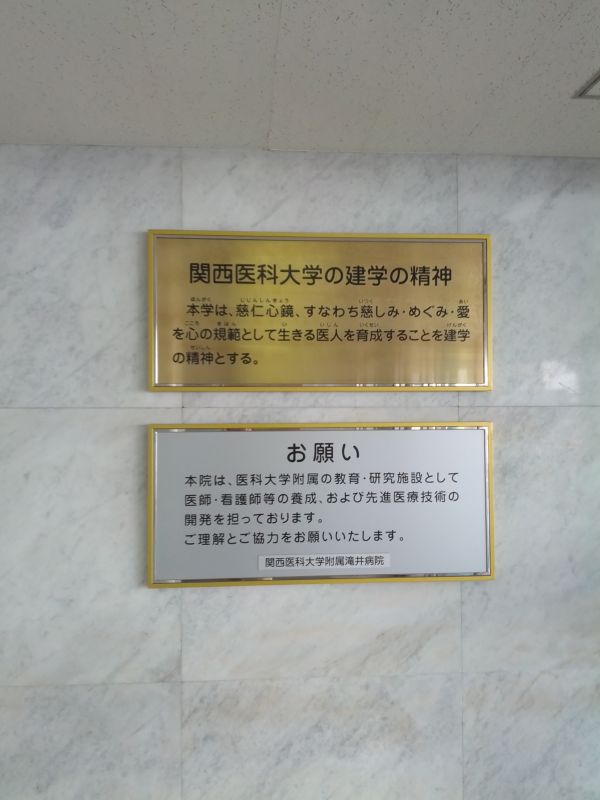 関西医科大学の建学の精神
本学は、慈仁心鏡、すなわち慈しみ・めぐみ・愛
を心の規範として生きる医人を育成することを建学
の精神とする。
お願い
本院は、医科大学附属の教育・研究施設として
医師・看護師等の養成、および先進医療技術の
開発を担っております。
ご理解とご協力をお願いいたします。
関西医科大学附属滝井病院